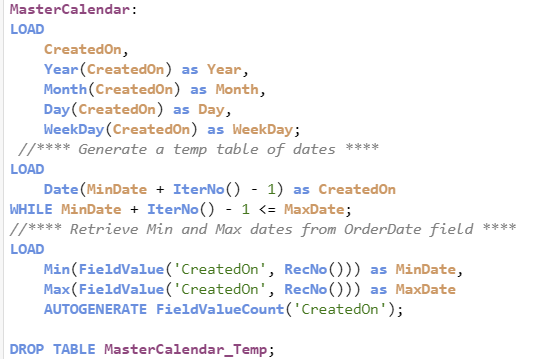 MasterCalendar:
LOAD
CreatedOn,
Year(CreatedOn) as Year,
Month(CreatedOn) as Month,
Day(CreatedOn) as Day,
WeekDay(CreatedOn) as WeekDay;
//**** Generate a temp table of dates ****
LOAD
Date(MinDate + IterNo() - 1) as CreatedOn
WHILE MinDate + IterNo() - 1 <= MaxDate;
//**** Retrieve Min and Max dates from OrderDate field ****
LOAD
Min(FieldValue('CreatedOn', RecNo())) as MinDate,
Max(FieldValue('CreatedOn', RecNo())) as MaxDate
AUTOGENERATE FieldValueCount('CreatedOn');
DROP TABLE MasterCalendar_Temp;